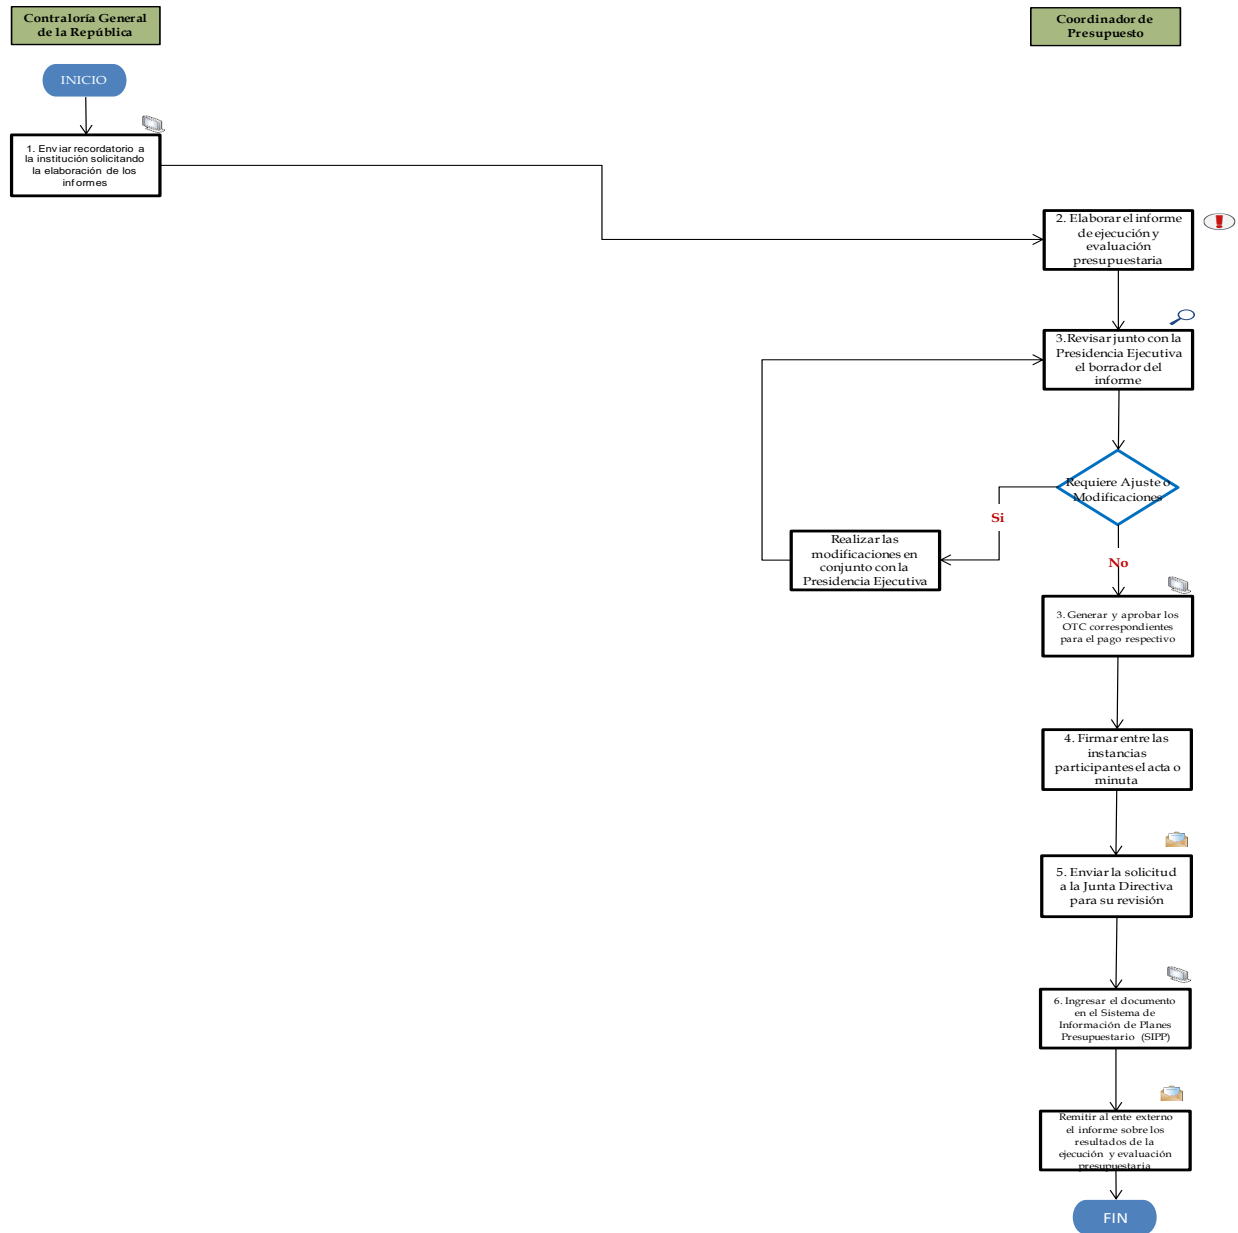 Contraloría General
de la República
Coordinador de
Presupuesto
INICIO
1. Enviar recordatorio a
la institución solicitando
la elaboración de los
informes
2. Elaborar el informe
de ejecución y
evaluación
presupuestaria
3.Revisar junto con la
Presidencia Ejecutiva
el borrador del
informe
Requiere Ajuste o
Modificaciones
Si
Realizar las
modificaciones en
conjunto con la
Presidencia Ejecutiva
No
3. Generar y aprobar los
OTC correspondientes
para el pago respectivo
4. Firmar entre las
instancias
participantes el acta o
minuta
5. Enviar la solicitud
a la Junta Directiva
para su revisión
6. Ingresar el documento
en el Sistema de
Información de Planes
Presupuestario (SIPP)
Remitir al ente externo
el informe sobre los
resultados de la
ejecución y evaluación
presupuestaria
FIN